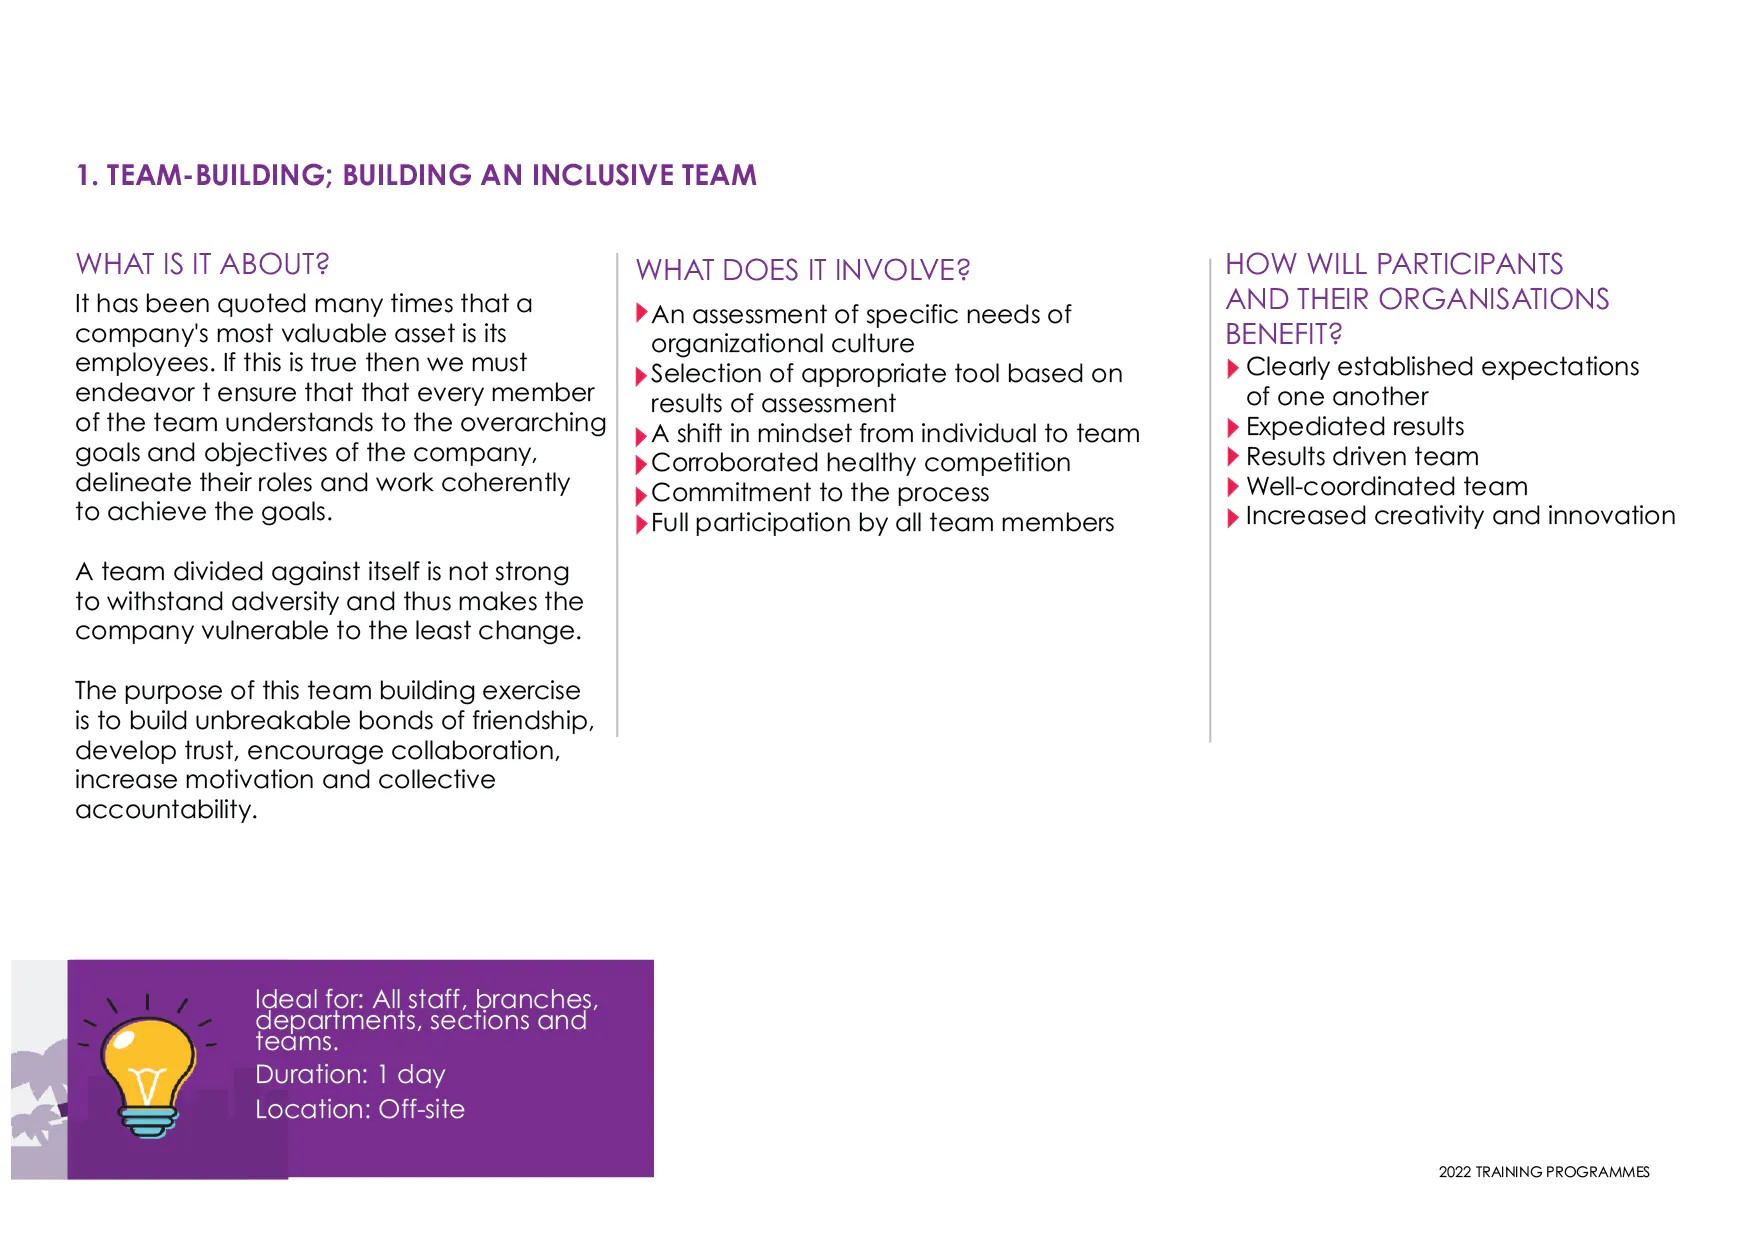 1. TEAM-BUILDING; BUILDING AN INCLUSIVE TEAM
WHAT IS IT ABOUT?
It has been quoted many times that a
company's most valuable asset is its
employees. If this is true then we must
endeavor t ensure that that every member
of the team understands to the overarching
goals and objectives of the company,
delineate their roles and work coherently
to achieve the goals.
A team divided against itself is not strong
to withstand adversity and thus makes the
company vulnerable to the least change.
The purpose of this team building exercise
is to build unbreakable bonds of friendship,
develop trust, encourage collaboration,
increase motivation and collective
accountability.
WHAT DOES IT INVOLVE?
An assessment of specific needs of
organizational culture
Selection of appropriate tool based on
results of assessment
A shift in mindset from individual to team
Corroborated healthy competition
Commitment to the process
Full participation by all team members
HOW WILL PARTICIPANTS
AND THEIR ORGANISATIONS
BENEFIT?
Clearly established expectations
of one another
Expediated results
Results driven team
Well-coordinated team
Increased creativity and innovation
Ideal for: All staff, branches,
departments, sections and
teams.
Duration: 1 day
Location: Off-site
2022 TRAINING PROGRAMMES